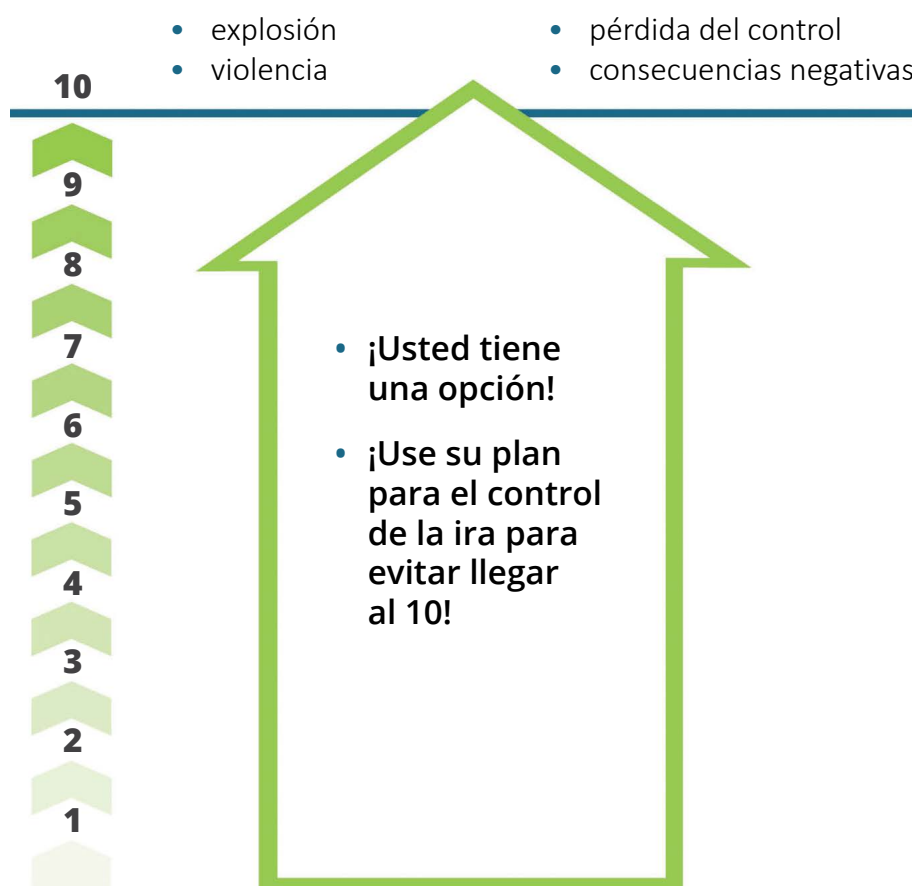 • explosión
• violencia
• pérdida del control
• consecuencias negativas
10
9
8
7
6
5
4
3
2
1
• ¡Usted tiene
una opción!
• ¡Use su plan
para el control
de la ira para
evitar llegar
al 10!